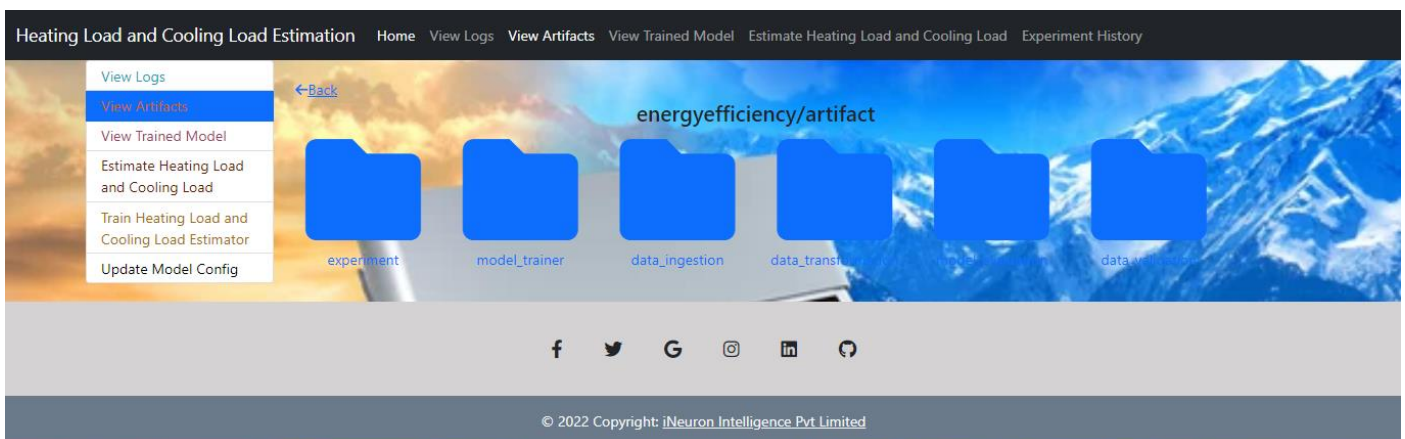 Heating Load and Cooling Load Estimation Home View Logs View Artifacts View Trained Model Estimate Heating Load and Cooling Load Experiment History
View Logs
View Artifacts
View Trained Model
Estimate Heating Load
and Cooling Load
Train Heating Load and
Cooling Load Estimator
Update Model Config
←Back
energyefficiency/artifact
experiment model_trainer data_ingestion
© 2022 Copyright: iNeuron Intelligence Pvt Limited